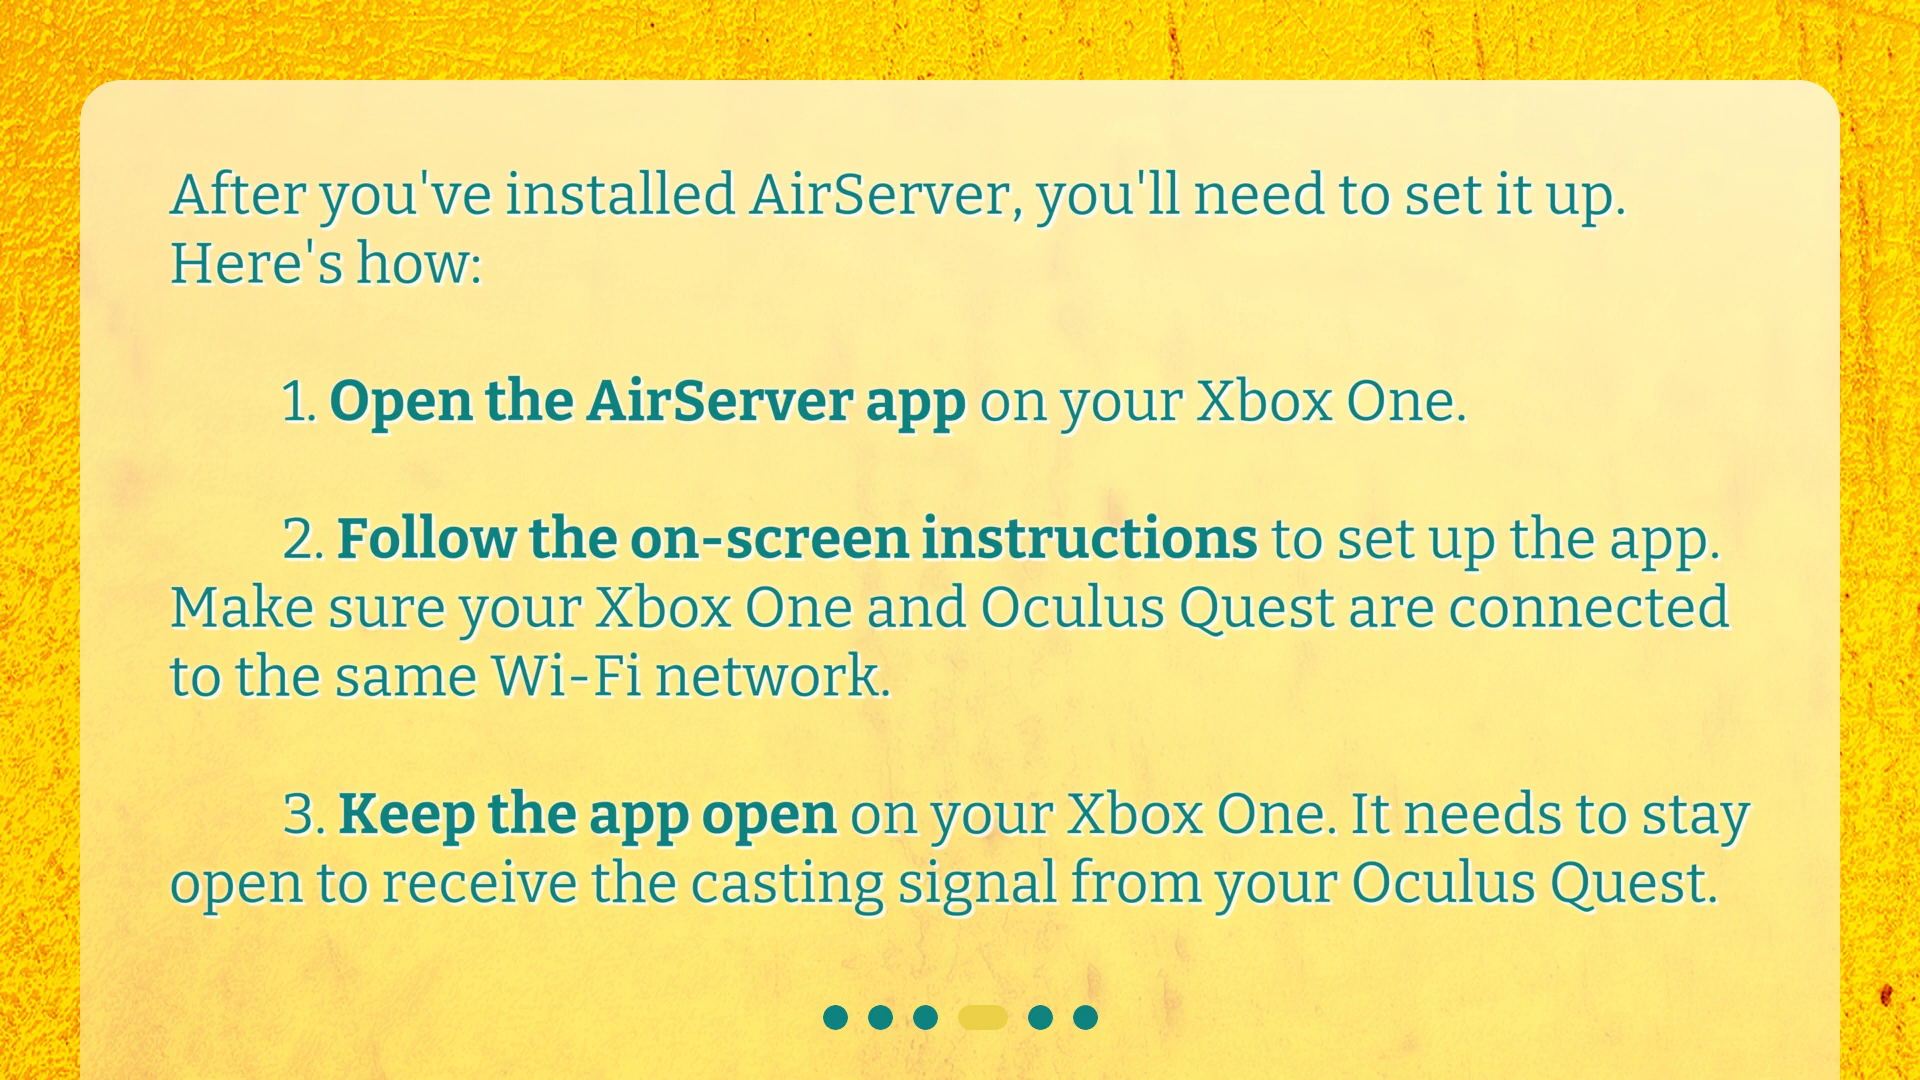 After you've installed AirServer, you'll need to set it up.
Here's how:
1. Open the AirServer app on your Xbox One.
2. Follow the on-screen instructions to set up the app.
Make sure your Xbox One and Oculus Quest are connected
to the same Wi-Fi network.
3. Keep the app open on your Xbox One. It needs to stay
open to receive the casting signal from your Oculus Quest.